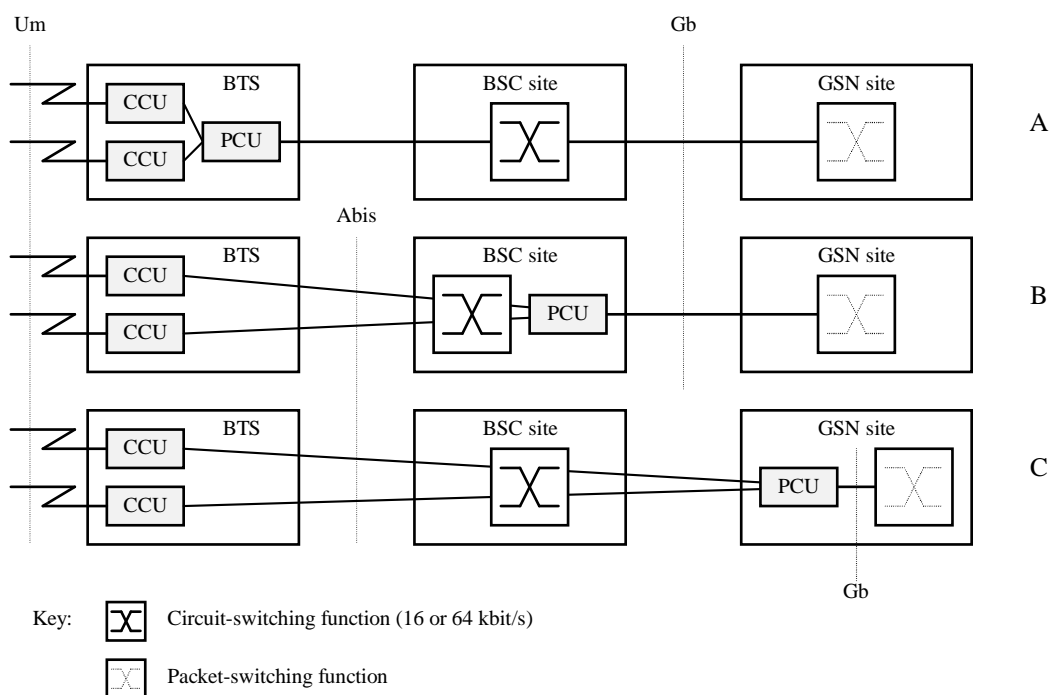 Um
Gb
BTS
BSC site
GSN site
CCU
CCU
PCU
A
Abis
BTS
BSC site
GSN site
CCU
CCU
PCU
B
BTS
BSC site
GSN site
CCU
CCU
PCU
C
Gb
Key:
Circuit-switching function (16 or 64 kbit/s)
Packet-switching function